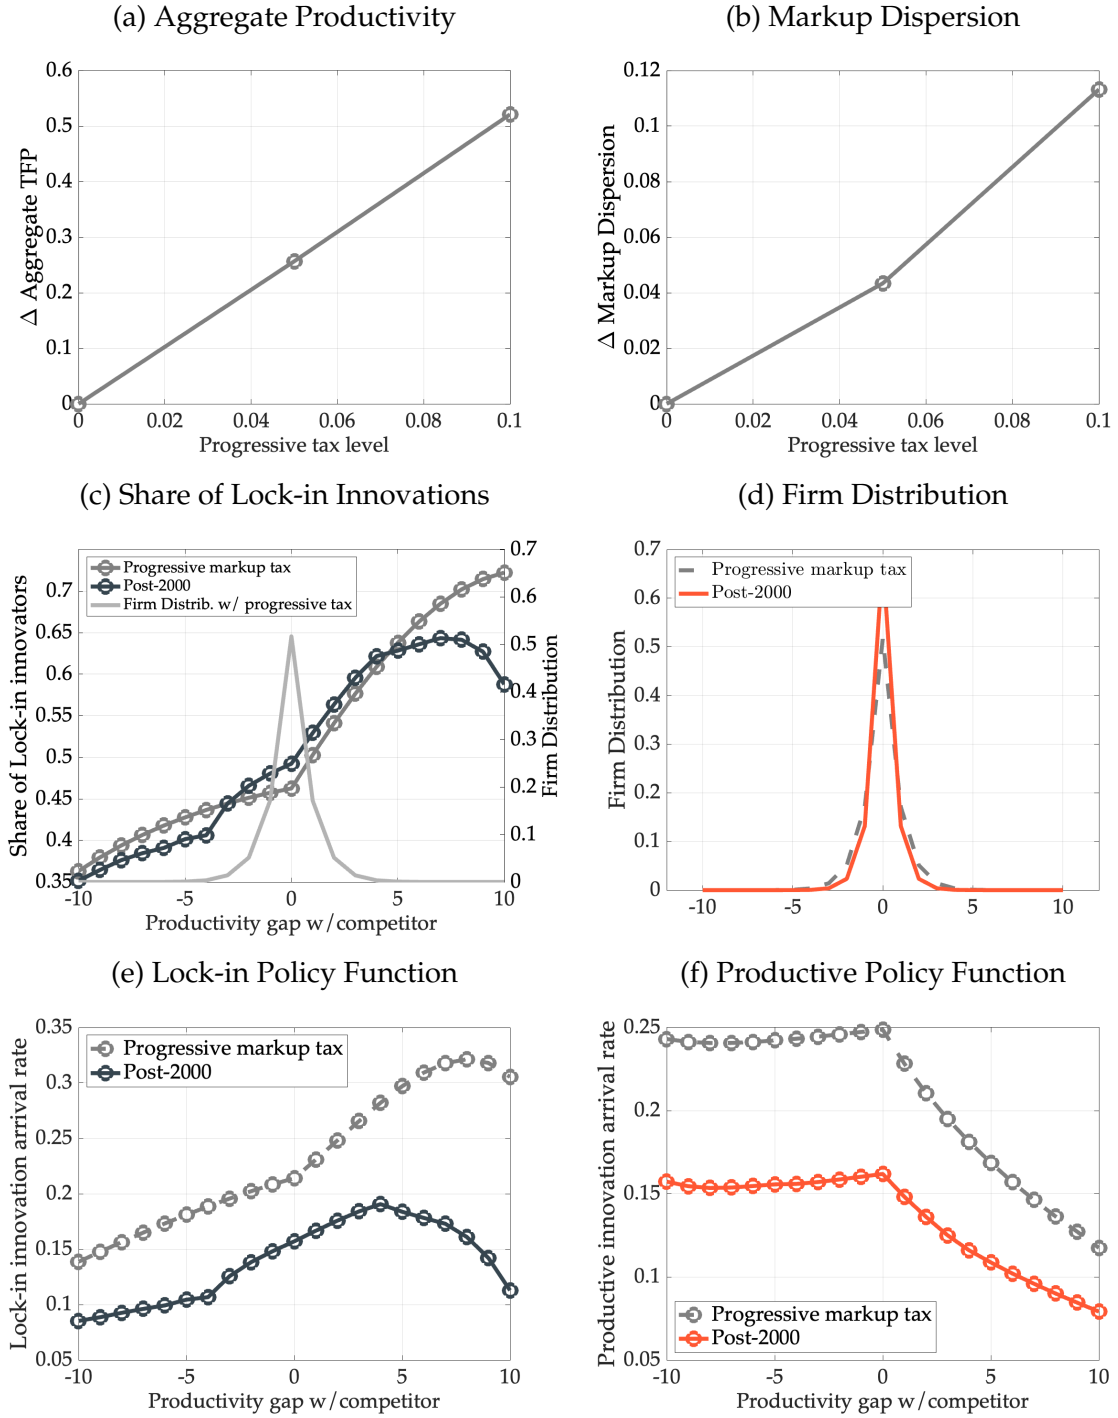 (a) Aggregate Productivity
0.6
0.5
0.4
0.3
0.2
0.1
0
Δ Aggregate TFP
0 0.02 0.04 0.06 0.08 0.1
Progressive tax level
(b) Markup Dispersion
0.12
0.1
0.08
0.06
0.04
0.02
0
Δ Markup Dispersion
0 0.02 0.04 0.06 0.08 0.1
Progressive tax level
(c) Share of Lock-in Innovations
Progressive markup tax
Post-2000
Firm Distrib. w/ progressive tax
0.7
0.65
0.6
0.55
0.5
0.45
0.4
0.35
Share of Lock-in innovators
0.7
0.6
0.5
0.4
0.3
0.2
0.1
0
Firm Distribution
-10 -5 0 5 10
Productivity gap w/competitor
(d) Firm Distribution
Progressive markup tax
Post-2000
0.7
0.6
0.5
0.4
0.3
0.2
0.1
0
Firm Distribution
-10 -5 0 5 10
(e) Lock-in Policy Function
Progressive markup tax
Post-2000
0.35
0.3
0.25
0.2
0.15
0.1
0.05
Lock-in innovation arrival rate
-10 -5 0 5 10
Productivity gap w/competitor
(f) Productive Policy Function
0.25
0.2
0.15
0.1
0.05
Productive innovation arrival rate
Progressive markup tax
Post-2000
-10 -5 0 5 10
Productivity gap w/competitor